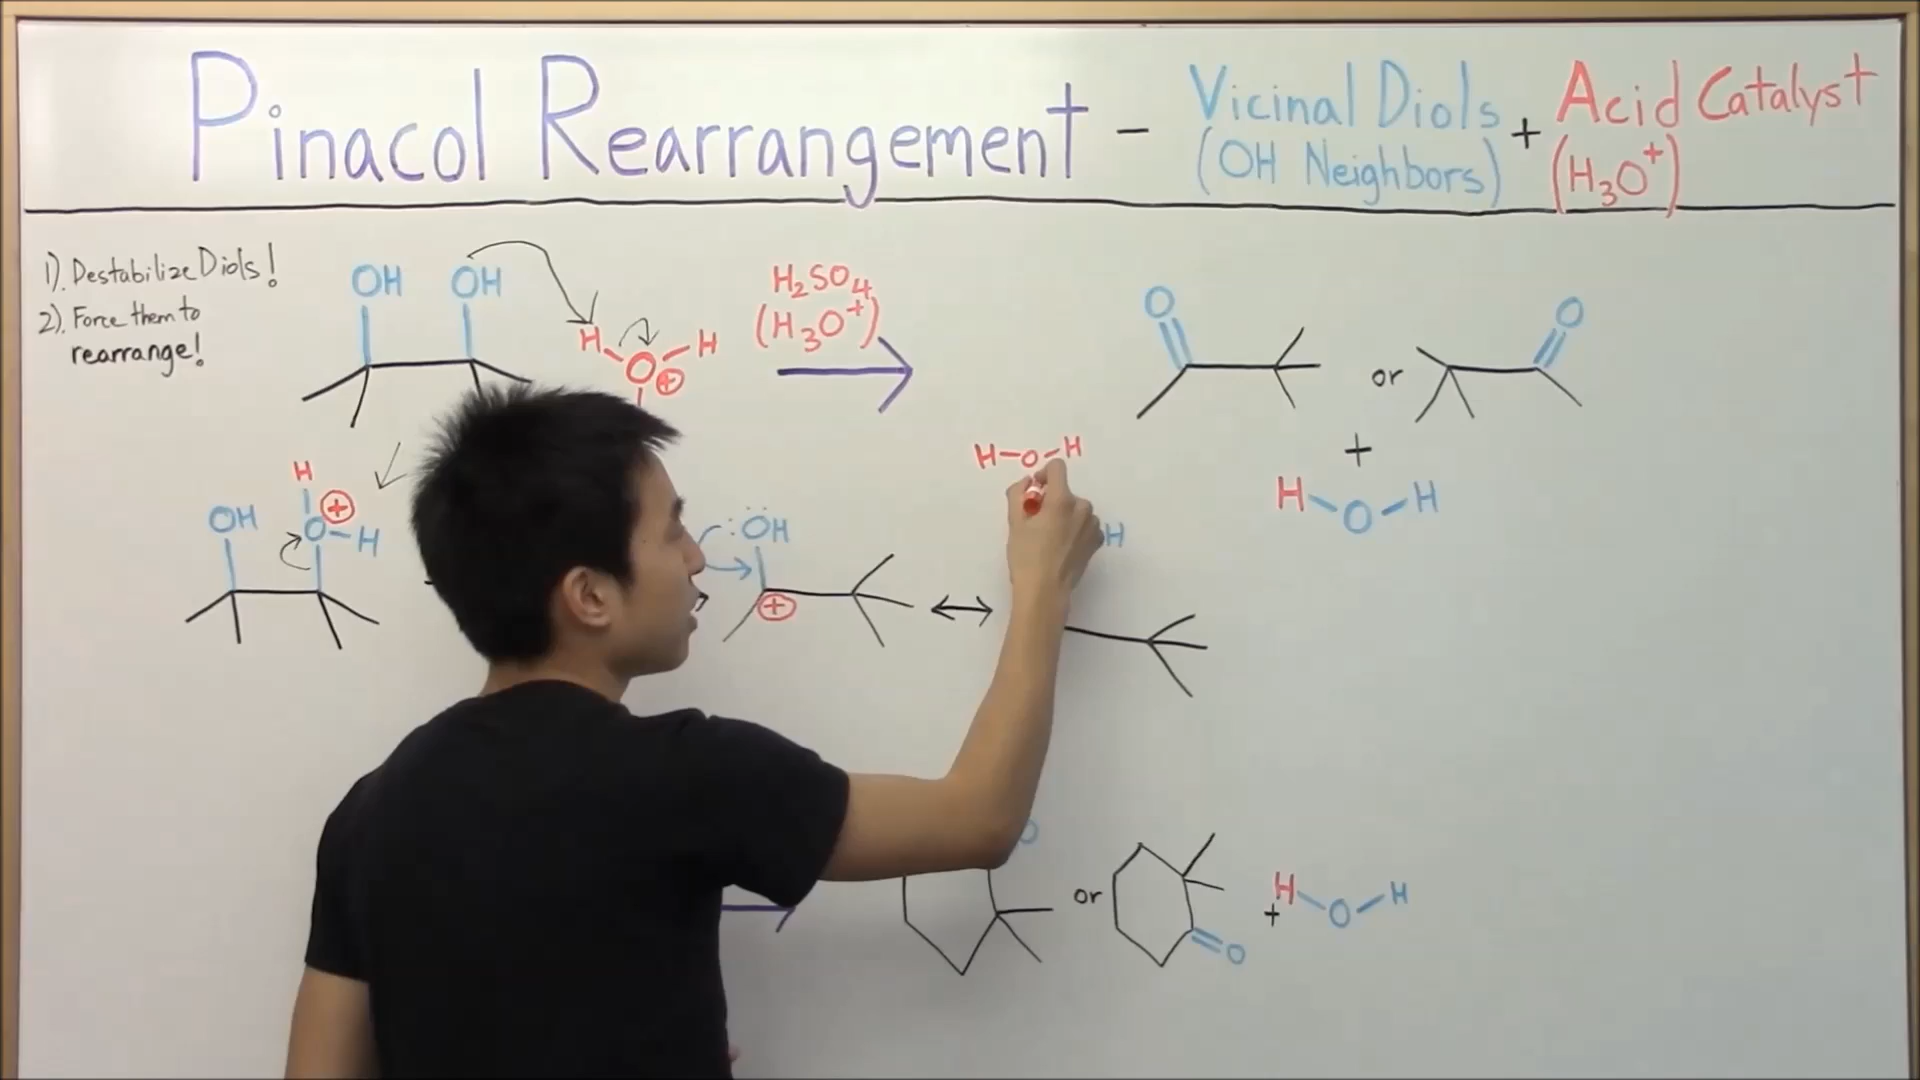 Pinacol Rearrangement - Vicinal Diols + Acid Catalyst
(OH Neighbors) (H₃O⁺)
1). Destabilize Diols!
2). Force them to
rearrange!
OH OH
H O H
⊕
H₂SO₄
(H₃O⁺)
O
or
O
+
H O H
H
⊕
OH O H
:ÖH
⊕
H-O-H
H
O
or
O
+
H O H